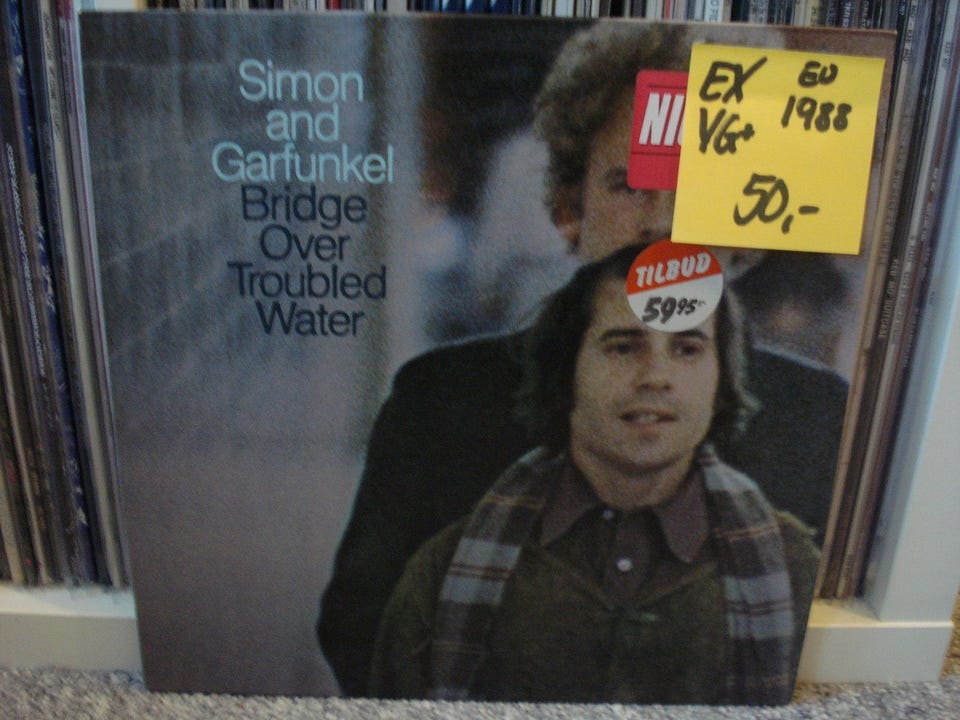 Simon
and
Garfunkel
Bridge
Over
Troubled
Water
EX EU
VG+ 1988
50,-
TILBUD
59 95-